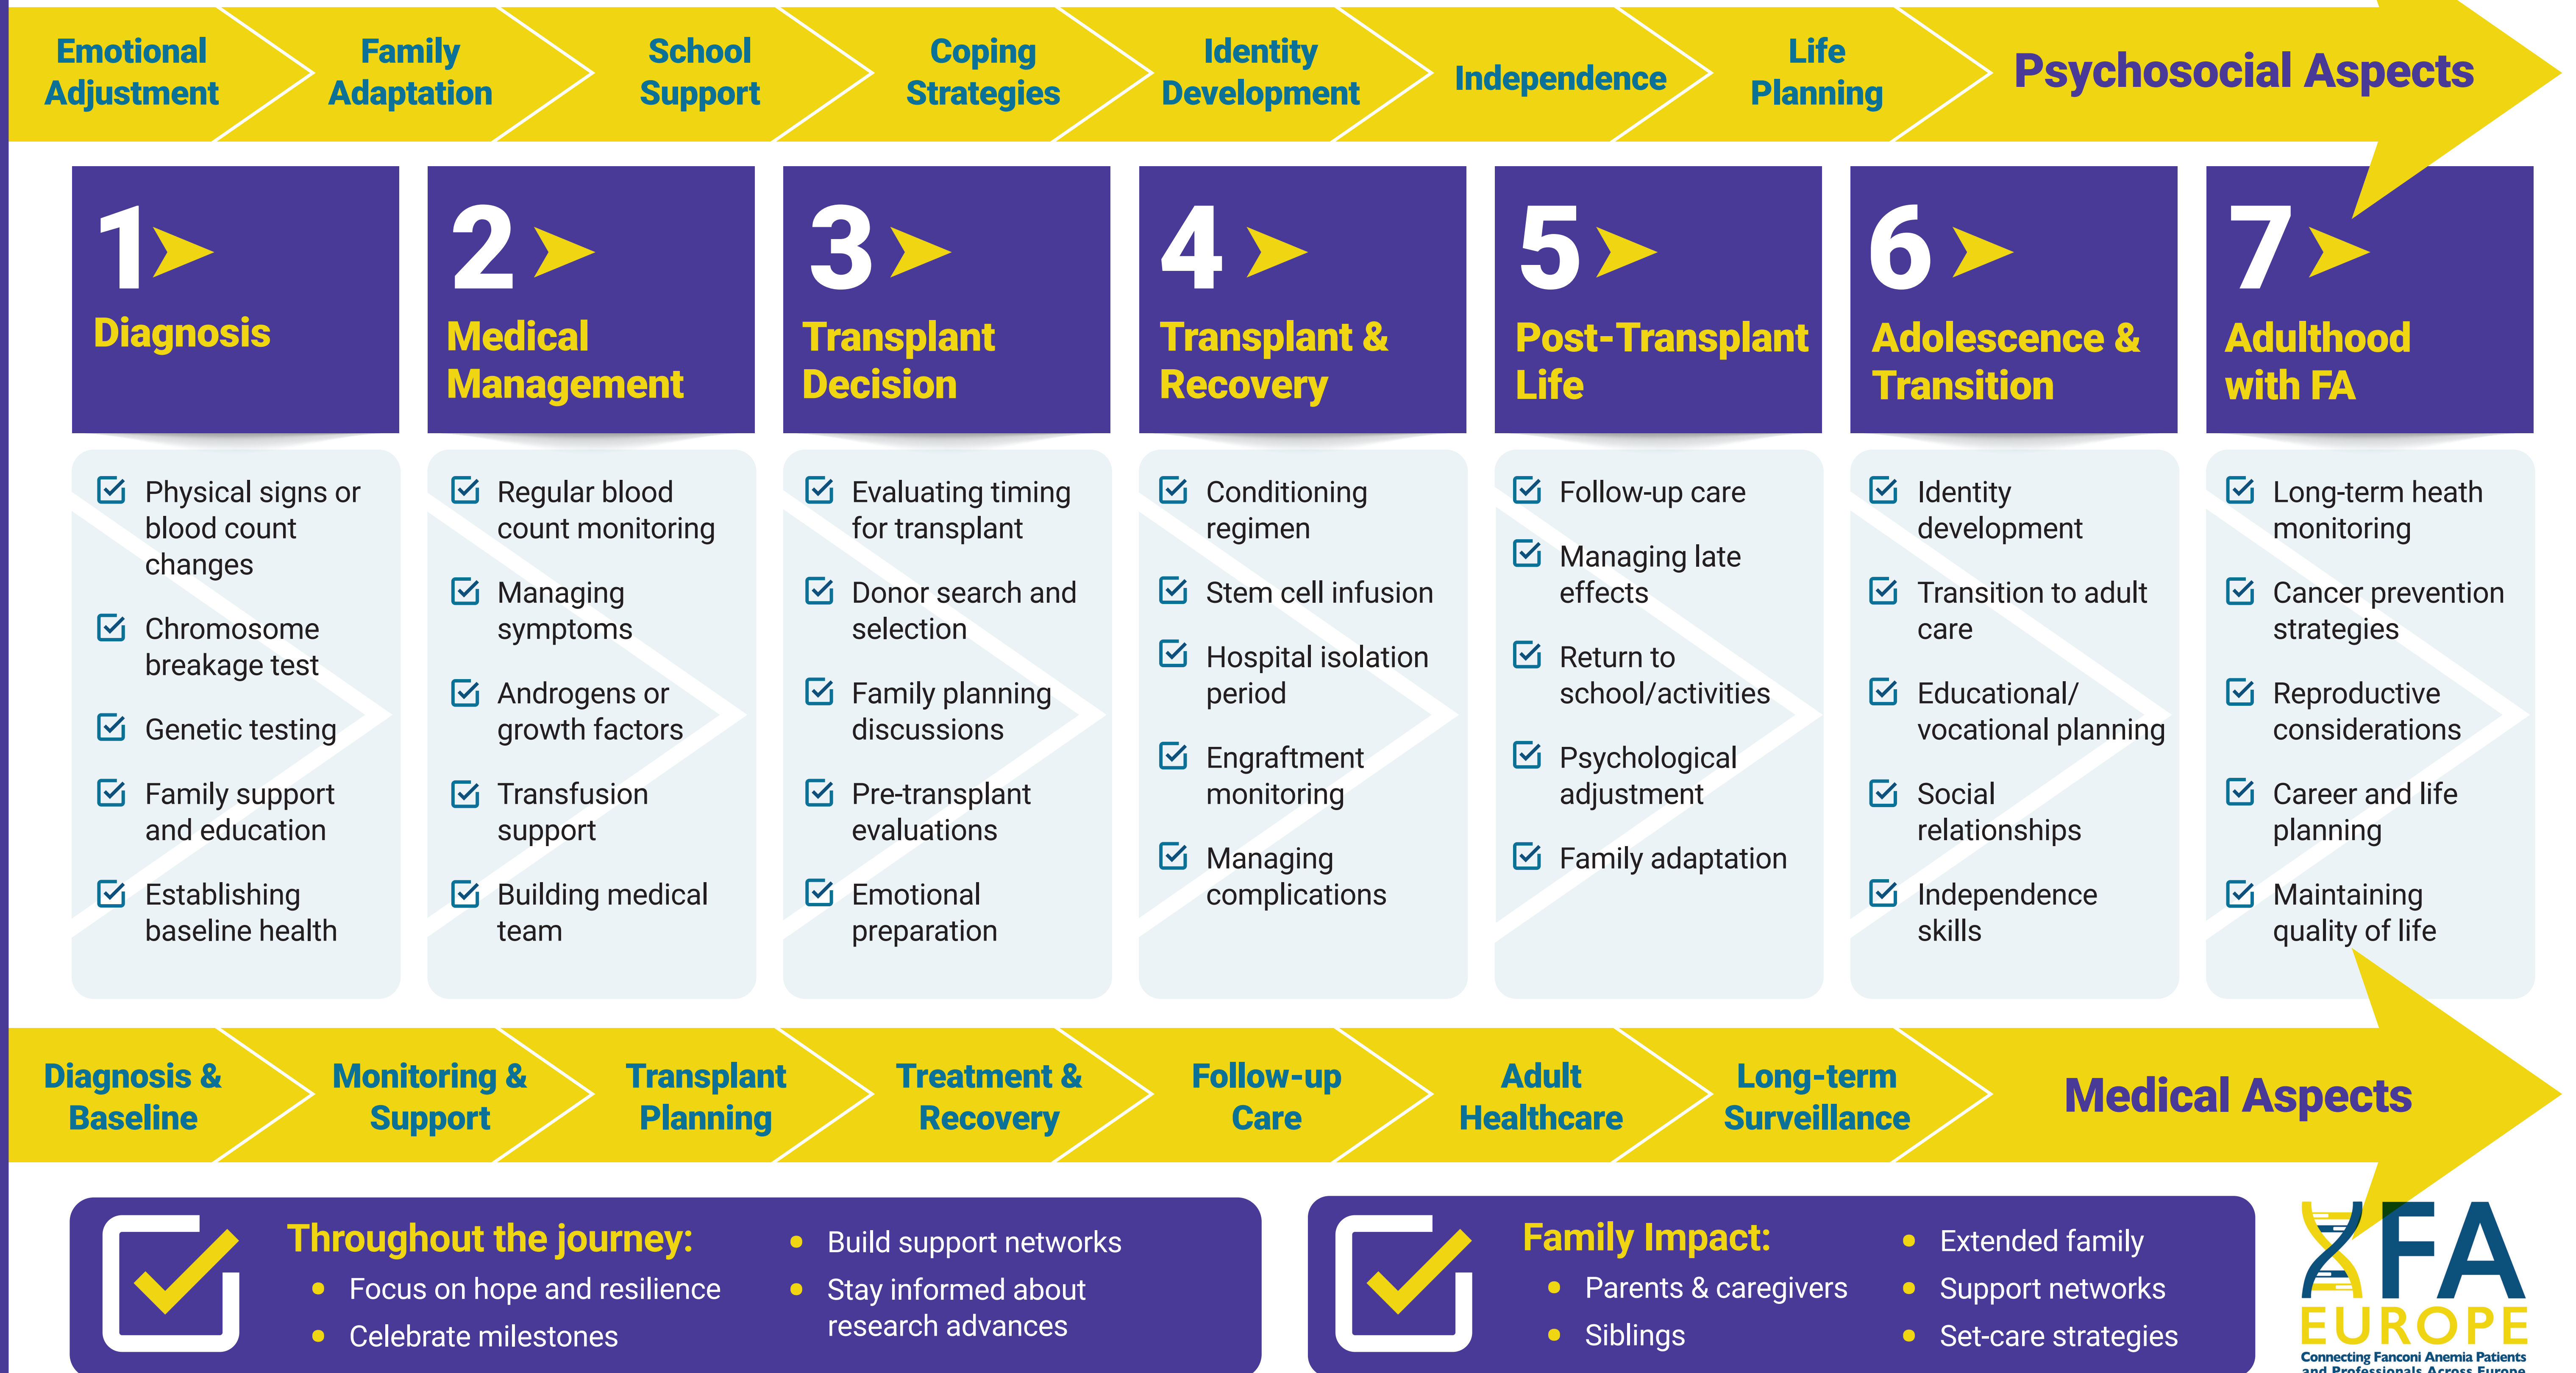 Emotional
Adjustment
Family
Adaptation
School
Support
Coping
Strategies
Identity
Development
Independence
Life
Planning
Psychosocial Aspects
1
Diagnosis
Physical signs or
blood count
changes
Chromosome
breakage test
Genetic testing
Family support
and education
Establishing
baseline health
2
Medical
Management
Regular blood
count monitoring
Managing
symptoms
Androgens or
growth factors
Transfusion
support
Building medical
team
3
Transplant
Decision
Evaluating timing
for transplant
Donor search and
selection
Family planning
discussions
Pre-transplant
evaluations
Emotional
preparation
4
Transplant &
Recovery
Conditioning
regimen
Stem cell infusion
Hospital isolation
period
Engraftment
monitoring
Managing
complications
5
Post-Transplant
Life
Follow-up care
Managing late
effects
Return to
school/activities
Psychological
adjustment
Family adaptation
6
Adolescence &
Transition
Identity
development
Transition to adult
care
Educational/
vocational planning
Social
relationships
Independence
skills
7
Adulthood
with FA
Long-term heath
monitoring
Cancer prevention
strategies
Reproductive
considerations
Career and life
planning
Maintaining
quality of life
Diagnosis &
Baseline
Monitoring &
Support
Transplant
Planning
Treatment &
Recovery
Follow-up
Care
Adult
Healthcare
Long-term
Surveillance
Medical Aspects
Throughout the journey:
Focus on hope and resilience
Celebrate milestones
Build support networks
Stay informed about
research advances
Family Impact:
Parents & caregivers
Siblings
Extended family
Support networks
Set-care strategies
FA
EUROPE
Connecting Fanconi Anemia Patients
and Professionals Across Europe